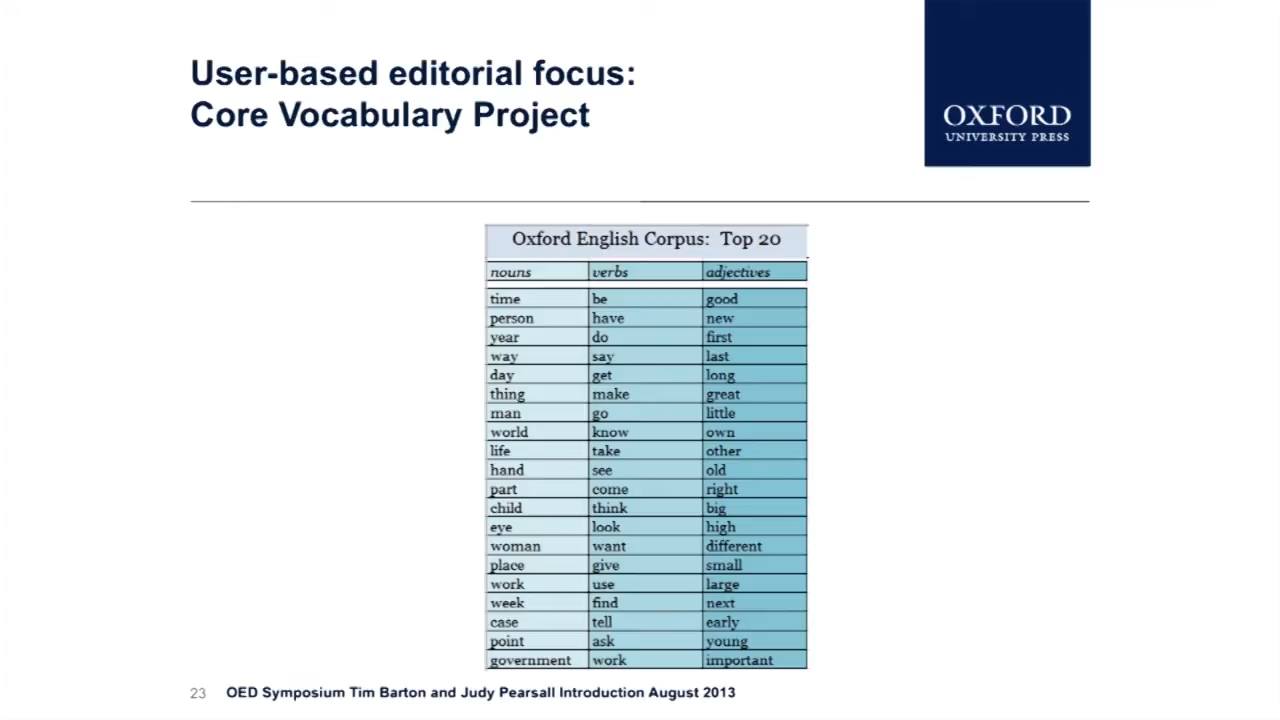 User-based editorial focus:
Core Vocabulary Project
OXFORD
UNIVERSITY PRESS
Oxford English Corpus: Top 20
nouns verbs adjectives
time be good
person have new
year do first
way say last
day get long
thing make great
man go little
world know own
life take other
hand see old
part come right
child think big
eye look high
woman want different
place give small
work use large
week find next
case tell early
point ask young
government work important
23 OED Symposium Tim Barton and Judy Pearsall Introduction August 2013